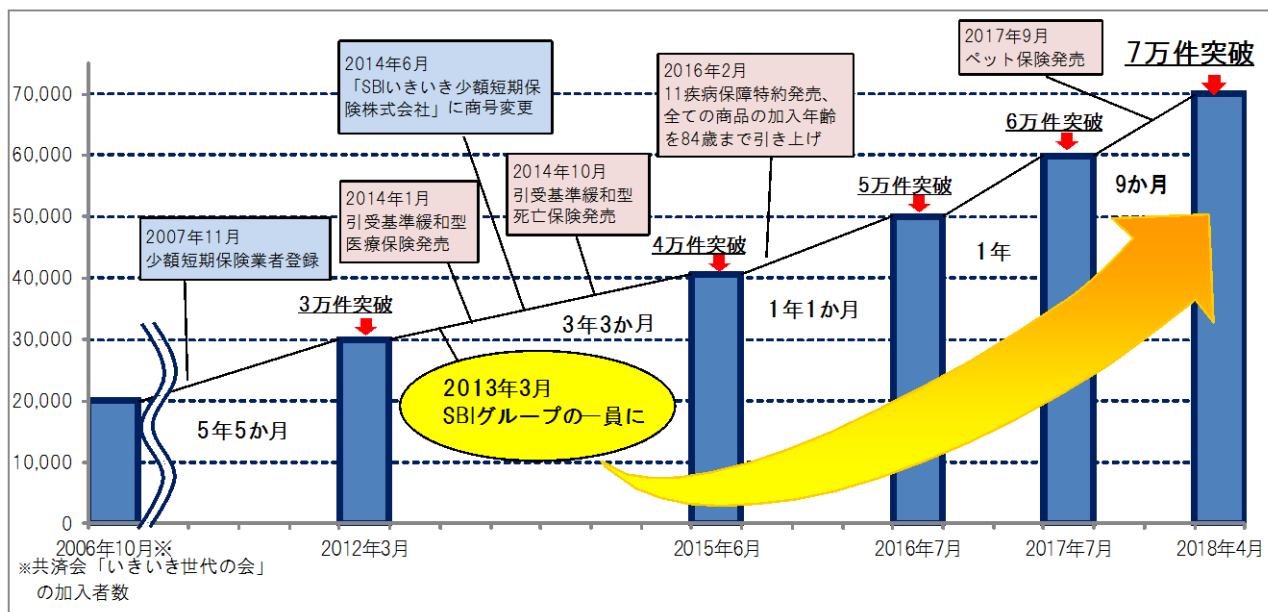 2017年9月
ペット保険発売
7万件突破
2014年6月
「SBIいきいき少額短期保
険株式会社」に商号変更
2016年2月
11疾病保障特約発売、
全ての商品の加入年齢
を84歳まで引き上げ
70,000
6万件突破
60,000
2014年10月
引受基準緩和型
死亡保険発売
5万件突破
9か月
2014年1月
引受基準緩和型
医療保険発売
50,000
2007年11月
少額短期保険業者登録
4万件突破
1年
40,000
3万件突破
3年3か月
1年1か月
30,000
2013年3月
SBIグループの一員に
20,000
5年5か月
10,000
0
2006年10月※
2012年3月
2015年6月
2016年7月
2017年7月
2018年4月
※共済会「いきいき世代の会」
の加入者数